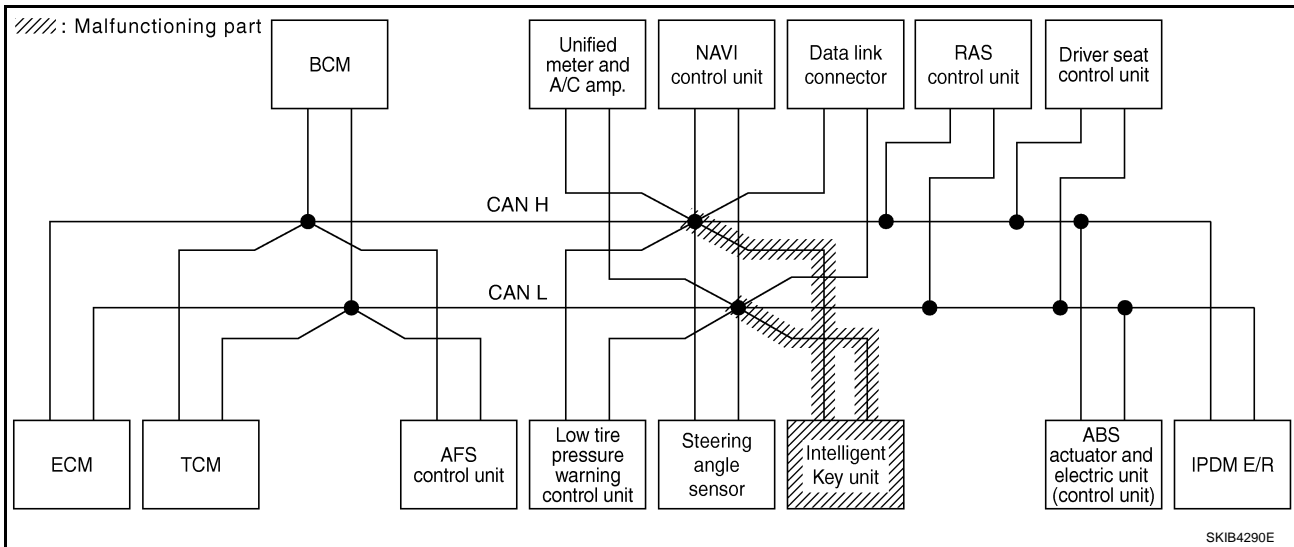 : Malfunctioning part
BCM
Unified
meter and
A/C amp.
NAVI
control unit
Data link
connector
RAS
control unit
Driver seat
control unit
CAN H
CAN L
ECM
TCM
AFS
control unit
Low tire
pressure
warning
control unit
Steering
angle
sensor
Intelligent
Key unit
ABS
actuator and
electric unit
(control unit)
IPDM E/R
SKIB4290E